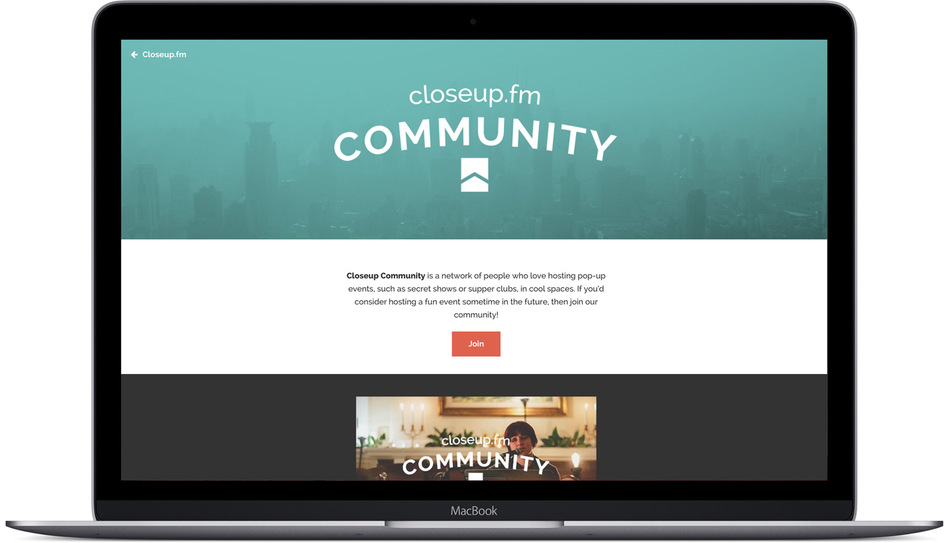 ← Closeup.fm
closeup.fm
COMMUNITY
Closeup Community is a network of people who love hosting pop-up
events, such as secret shows or supper clubs, in cool spaces. If you'd
consider hosting a fun event sometime in the future, then join our
community!
Join
closeup.fm
COMMUNITY
MacBook